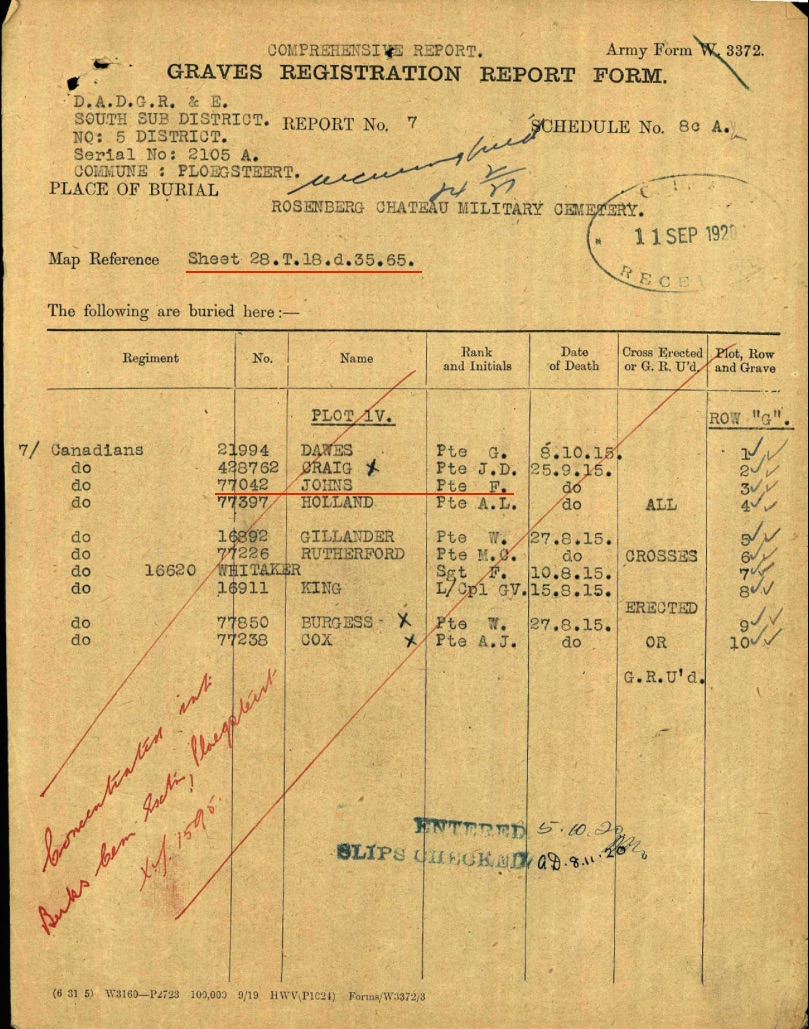 COMPREHENSIVE REPORT. Army Form W. 3372.
GRAVES REGISTRATION REPORT FORM.
D.A.D.G.R. & E.
SOUTH SUB DISTRICT. REPORT No. 7 SCHEDULE No. 8c A.
NO: 5 DISTRICT.
Serial No: 2105 A.
COMMUNE : PLOEGSTEERT.
PLACE OF BURIAL
ROSENBERG CHATEAU MILITARY CEMETERY.
11 SEP 1920
Map Reference Sheet 28.T.18.d.35.65.
The following are buried here:—
Regiment No. Name Rank and Initials Date of Death Cross Erected or G. R. U'd. Plot, Row and Grave
PLOT 1V. ROW "G".
7/ Canadians 21994 DAWES Pte G. 8.10.15. 1
do 428762 CRAIG x Pte J.D. 25.9.15. 2
do 77042 JOHNS Pte F. do 3
do 77397 HOLLAND Pte A.L. do ALL 4
do 16892 GILLANDER Pte W. 27.8.15. 5
do 77226 RUTHERFORD Pte M.C. do CROSSES 6
do 16620 WHITAKER Sgt F. 10.8.15. 7
do 16911 KING L/Cpl GV. 15.8.15. 8
ERECTED
do 77850 BURGESS x Pte W. 27.8.15. 9
do 77238 COX x Pte A.J. do OR 10
G.R.U'd.
Concentrated into
Berks Cem Extn, Ploegsteert
ENTERED 5.10.20
SLIPS CHECKED 8.11.20
(6 31 5) W3160—P2723 100,000 9/19 HWV(P1024) Forms/W3372/3